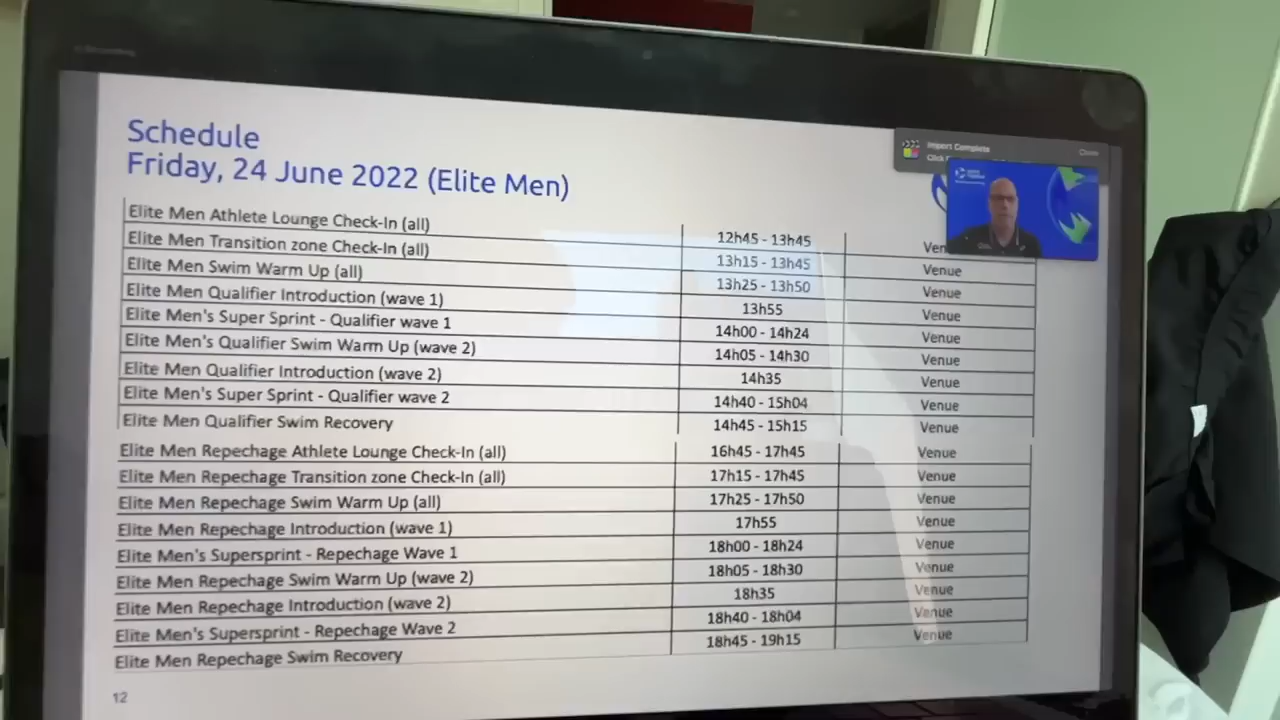 Recording
Schedule
Friday, 24 June 2022 (Elite Men)
Import Complete
Close
Click
Elite Men Athlete Lounge Check-In (all) 12h45 - 13h45 Ven
Elite Men Transition zone Check-In (all) 13h15 - 13h45 Venue
Elite Men Swim Warm Up (all) 13h25 - 13h50 Venue
Elite Men Qualifier Introduction (wave 1) 13h55 Venue
Elite Men's Super Sprint - Qualifier wave 1 14h00 - 14h24 Venue
Elite Men's Qualifier Swim Warm Up (wave 2) 14h05 - 14h30 Venue
Elite Men Qualifier Introduction (wave 2) 14h35 Venue
Elite Men's Super Sprint - Qualifier wave 2 14h40 - 15h04 Venue
Elite Men Qualifier Swim Recovery 14h45 - 15h15 Venue
Elite Men Repechage Athlete Lounge Check-In (all) 16h45 - 17h45 Venue
Elite Men Repechage Transition zone Check-In (all) 17h15 - 17h45 Venue
Elite Men Repechage Swim Warm Up (all) 17h25 - 17h50 Venue
Elite Men Repechage Introduction (wave 1) 17h55 Venue
Elite Men's Supersprint - Repechage Wave 1 18h00 - 18h24 Venue
Elite Men Repechage Swim Warm Up (wave 2) 18h05 - 18h30 Venue
Elite Men Repechage Introduction (wave 2) 18h35 Venue
Elite Men's Supersprint - Repechage Wave 2 18h40 - 18h04 Venue
Elite Men Repechage Swim Recovery 18h45 - 19h15 Venue
12